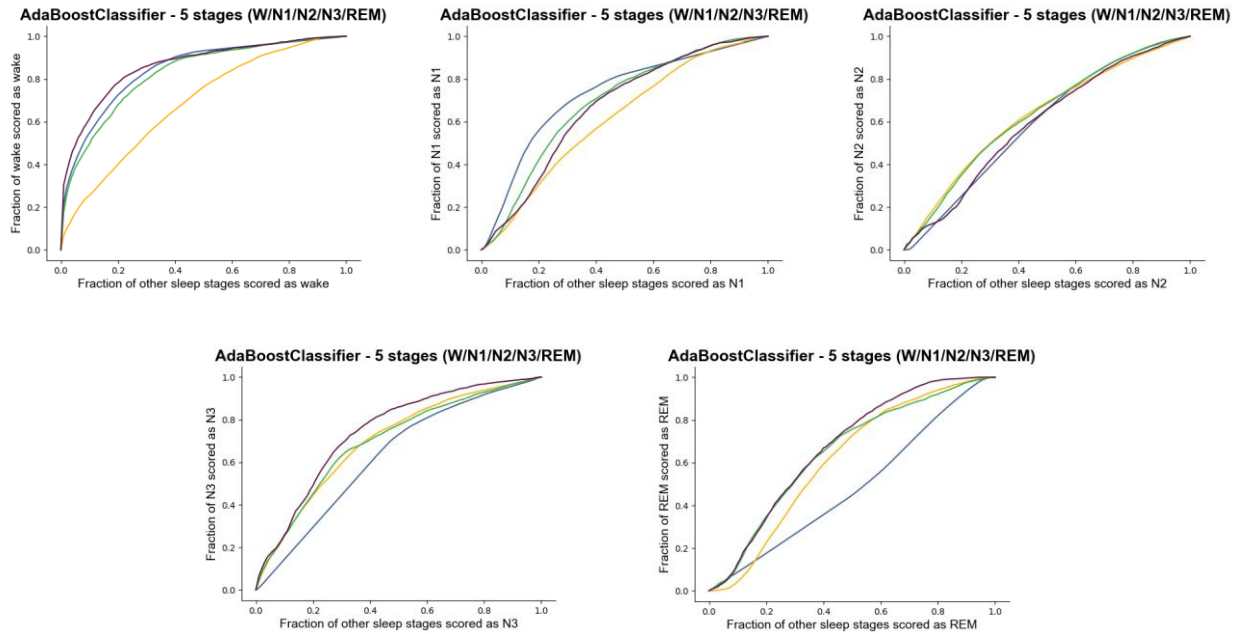 AdaBoostClassifier - 5 stages (W/N1/N2/N3/REM)
1.0
0.8
0.6
0.4
0.2
0.0
Fraction of wake scored as wake
0.0 0.2 0.4 0.6 0.8 1.0
Fraction of other sleep stages scored as wake
AdaBoostClassifier - 5 stages (W/N1/N2/N3/REM)
1.0
0.8
0.6
0.4
0.2
0.0
Fraction of N1 scored as N1
0.0 0.2 0.4 0.6 0.8 1.0
Fraction of other sleep stages scored as N1
AdaBoostClassifier - 5 stages (W/N1/N2/N3/REM)
1.0
0.8
0.6
0.4
0.2
0.0
Fraction of N2 scored as N2
0.0 0.2 0.4 0.6 0.8 1.0
Fraction of other sleep stages scored as N2
AdaBoostClassifier - 5 stages (W/N1/N2/N3/REM)
1.0
0.8
0.6
0.4
0.2
0.0
Fraction of N3 scored as N3
0.0 0.2 0.4 0.6 0.8 1.0
Fraction of other sleep stages scored as N3
AdaBoostClassifier - 5 stages (W/N1/N2/N3/REM)
1.0
0.8
0.6
0.4
0.2
0.0
Fraction of REM scored as REM
0.0 0.2 0.4 0.6 0.8 1.0
Fraction of other sleep stages scored as REM